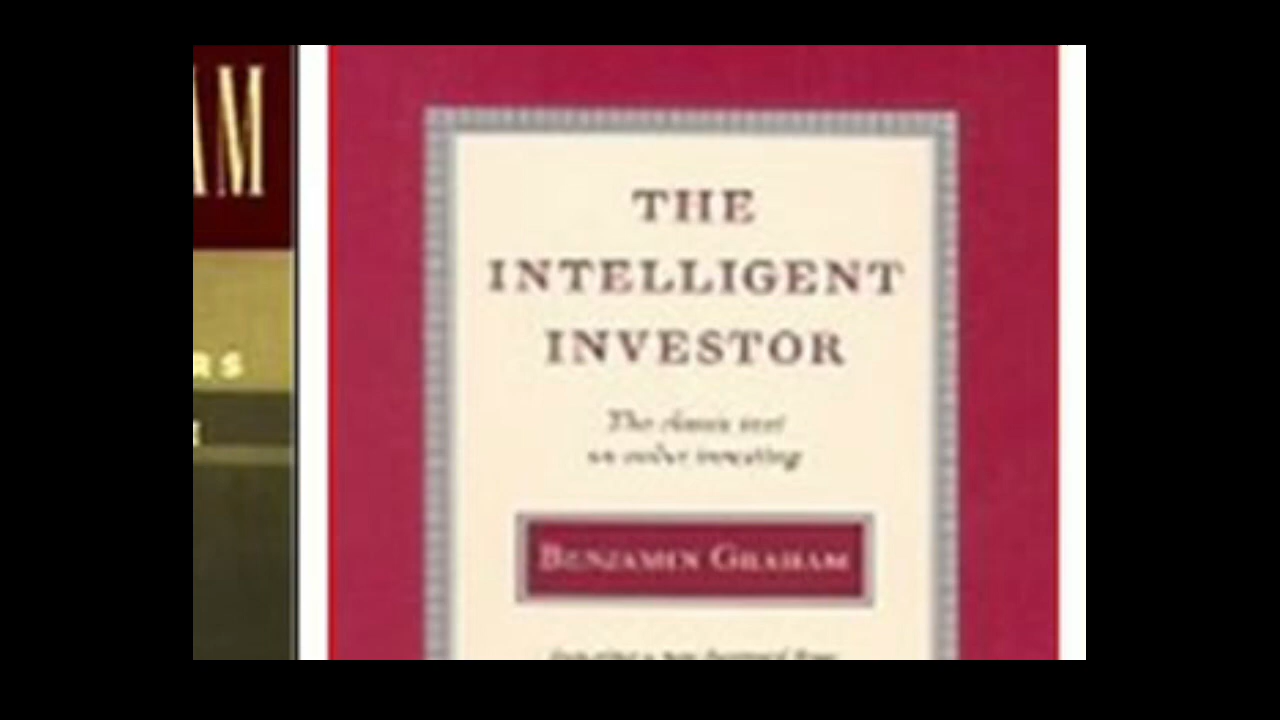 AM
RS
THE
INTELLIGENT
INVESTOR
The classic text
on value investing
BENJAMIN GRAHAM